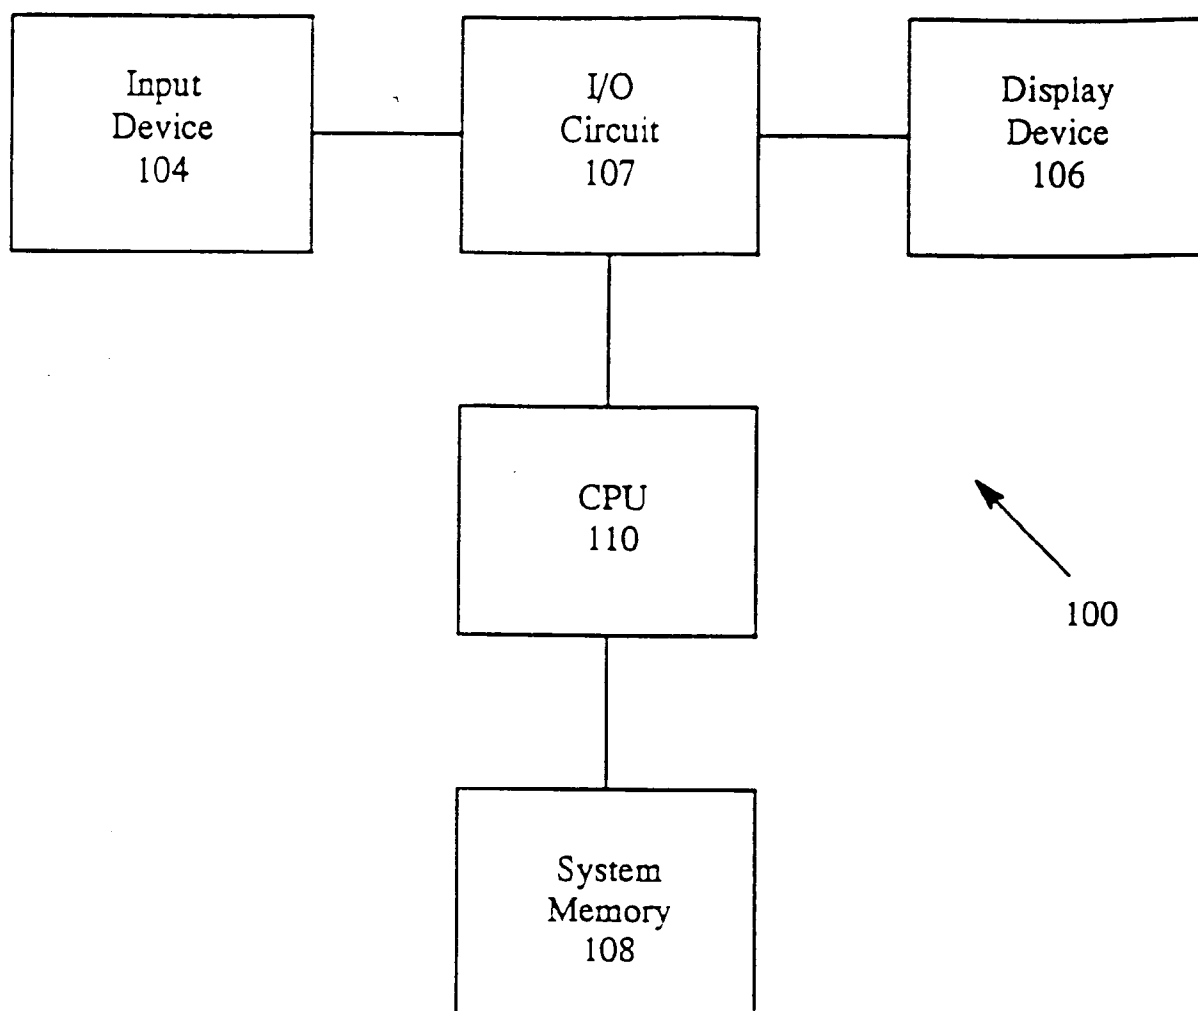 Input
Device
104
I/O
Circuit
107
Display
Device
106
CPU
110
100
System
Memory
108